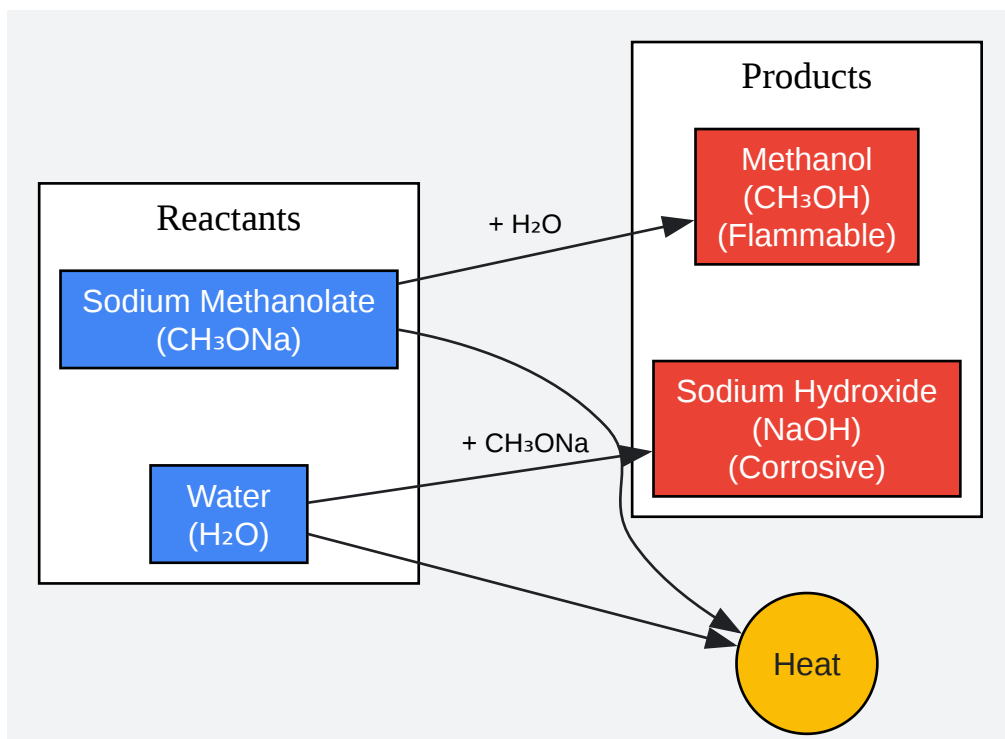 Reactants
Sodium Methanolate
(CH₃ONa)
Water
(H₂O)
+ H₂O
+ CH₃ONa
Products
Methanol
(CH₃OH)
(Flammable)
Sodium Hydroxide
(NaOH)
(Corrosive)
Heat